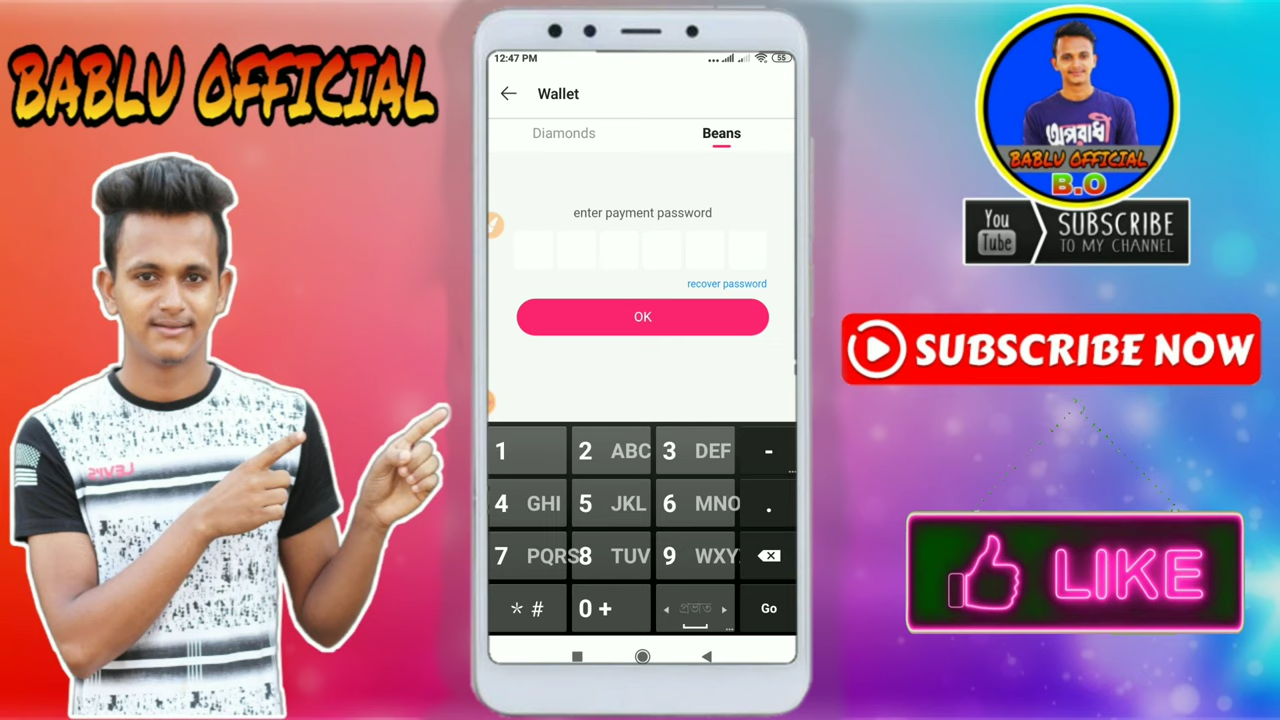 BABLU OFFICIAL
LEVI'S
12:47 PM
55
Wallet
Diamonds
Beans
enter payment password
recover password
OK
1
2 ABC
3 DEF
-
4 GHI
5 JKL
6 MNO
.
7 PQRS
8 TUV
9 WXY
* #
0 +
প্রভাত
Go
অপরাধী
BABLU OFFICIAL
B.O
You Tube
SUBSCRIBE
TO MY CHANNEL
SUBSCRIBE NOW
LIKE